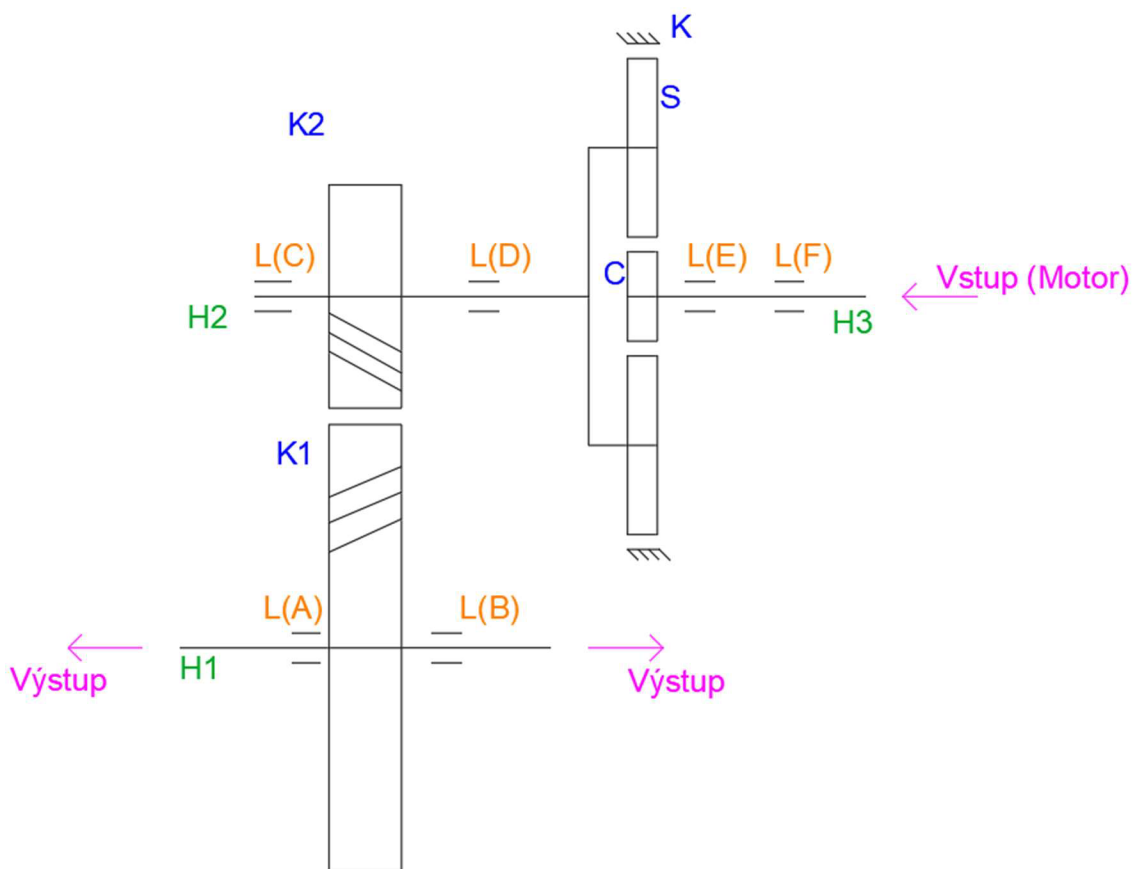 K
S
K2
L(C)
L(D)
C
L(E)
L(F)
Vstup (Motor)
H2
H3
K1
L(A)
L(B)
H1
Výstup
Výstup